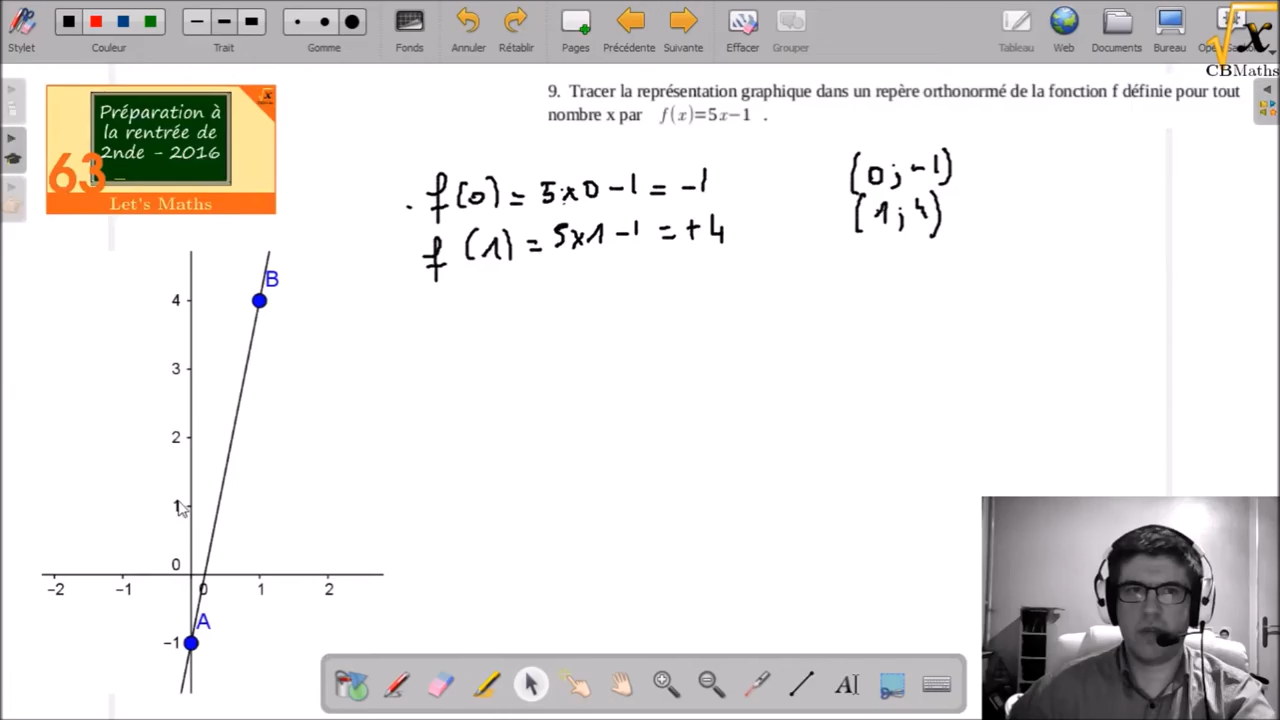 Stylet
Couleur
Trait
Gomme
Fonds
Annuler
Rétablir
Pages
Précédente
Suivante
Effacer
Grouper
Tableau
Web
Documents
Bureau
√x
CBMaths
Préparation à
la rentrée de
2nde - 2016
63
Let's Maths
9. Tracer la représentation graphique dans un repère orthonormé de la fonction f définie pour tout
nombre x par f(x)=5x−1 .
. f(0) = 5×0 −1 = −1
f (1) = 5×1 −1 = +4
(0 ; −1)
(1 ; 4)
B
4
3
2
1
0
−2 −1 0 1 2
A
−1
AI